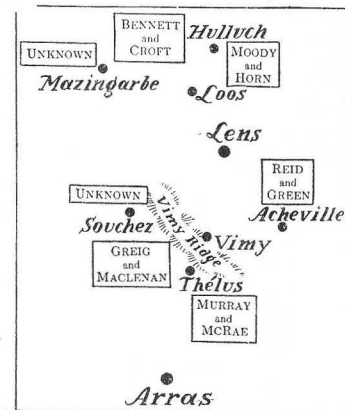 BENNETT
and
CROFT
Hulluch
UNKNOWN
MOODY
and
HORN
Mazingarbe
Loos
Lens
REID
and
GREEN
UNKNOWN
Souchez
Vimy Ridge
Acheville
Vimy
GREIG
and
MACLENAN
Thélus
MURRAY
and
MCRAE
Arras